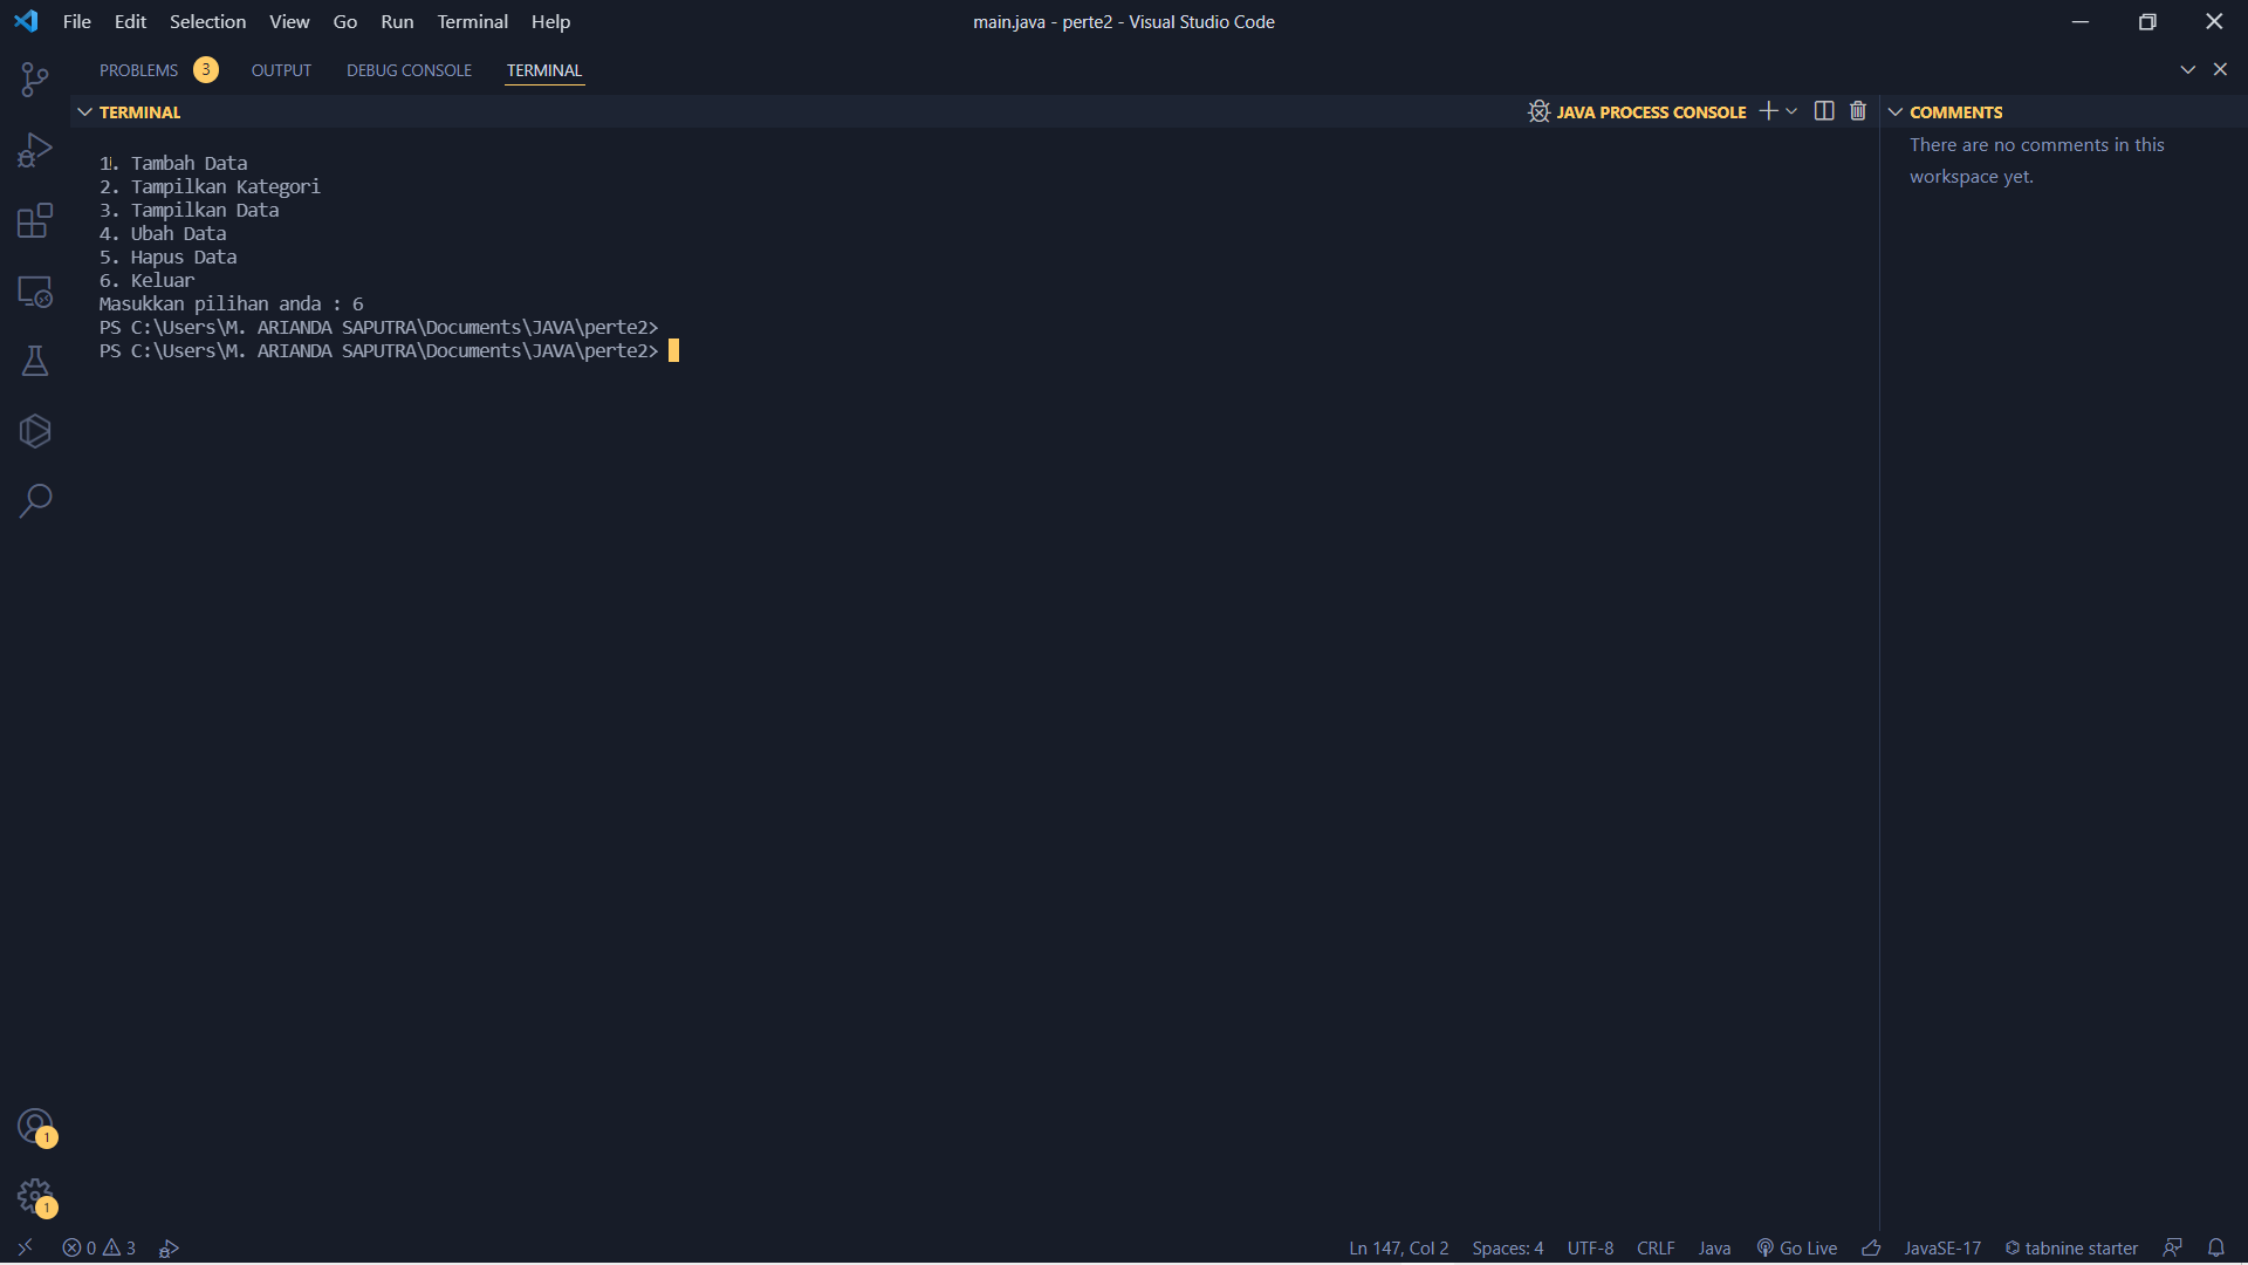 File Edit Selection View Go Run Terminal Help main.java - perte2 - Visual Studio Code
PROBLEMS 3 OUTPUT DEBUG CONSOLE TERMINAL
TERMINAL JAVA PROCESS CONSOLE COMMENTS
There are no comments in this
workspace yet.
1. Tambah Data
2. Tampilkan Kategori
3. Tampilkan Data
4. Ubah Data
5. Hapus Data
6. Keluar
Masukkan pilihan anda : 6
PS C:\Users\M. ARIANDA SAPUTRA\Documents\JAVA\perte2>
PS C:\Users\M. ARIANDA SAPUTRA\Documents\JAVA\perte2>
1
1
0 3 Ln 147, Col 2 Spaces: 4 UTF-8 CRLF Java Go Live JavaSE-17 tabnine starter